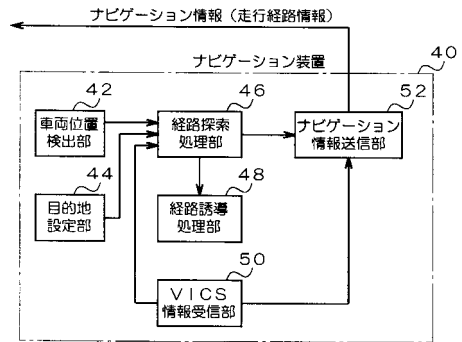 ナビゲーション情報（走行経路情報）
ナビゲーション装置
40
42
車両位置
検出部
46
経路探索
処理部
52
ナビゲーション
情報送信部
44
目的地
設定部
48
経路誘導
処理部
50
ＶＩＣＳ
情報受信部